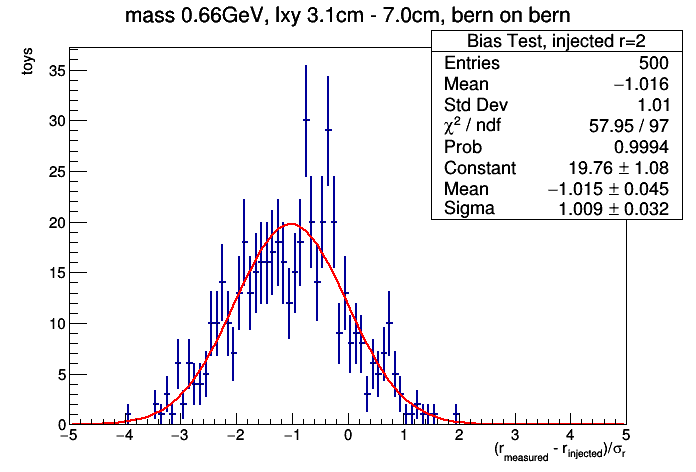 mass 0.66GeV, lxy 3.1cm - 7.0cm, bern on bern
Bias Test, injected r=2
Entries 500
Mean −1.016
Std Dev 1.01
χ² / ndf 57.95 / 97
Prob 0.9994
Constant 19.76 ± 1.08
Mean −1.015 ± 0.045
Sigma 1.009 ± 0.032
toys
35
30
25
20
15
10
5
0
−5 −4 −3 −2 −1 0 1 2 3 4 5
(r_measured - r_injected)/σ_r